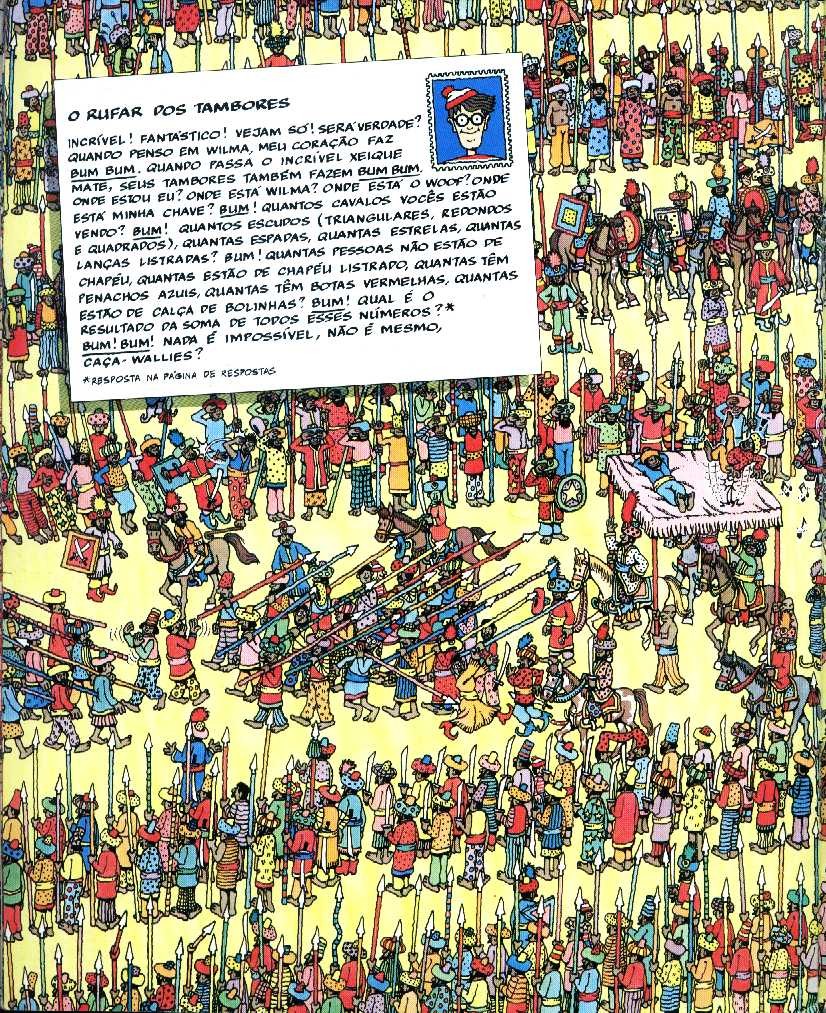 O RUFAR DOS TAMBORES
INCRÍVEL! FANTÁSTICO! VEJAM SÓ! SERÁ VERDADE?
QUANDO PENSO EM WILMA, MEU CORAÇÃO FAZ
BUM BUM. QUANDO PASSA O INCRÍVEL XEIQUE
MATE, SEUS TAMBORES TAMBÉM FAZEM BUM BUM.
ONDE ESTOU EU? ONDE ESTÁ WILMA? ONDE ESTÁ O WOOF? ONDE
ESTÁ MINHA CHAVE? BUM! QUANTOS CAVALOS VOCÊS ESTÃO
VENDO? BUM! QUANTOS ESCUDOS (TRIANGULARES, REDONDOS
E QUADRADOS), QUANTAS ESPADAS, QUANTAS ESTRELAS, QUANTAS
LANÇAS LISTRADAS? BUM! QUANTAS PESSOAS NÃO ESTÃO DE
CHAPÉU, QUANTAS ESTÃO DE CHAPÉU LISTRADO, QUANTAS TÊM
PENACHOS AZUIS, QUANTAS TÊM BOTAS VERMELHAS, QUANTAS
ESTÃO DE CALÇA DE BOLINHAS? BUM! QUAL É O
RESULTADO DA SOMA DE TODOS ESSES NÚMEROS?*
BUM! BUM! NADA É IMPOSSÍVEL, NÃO É MESMO,
CAÇA-WALLIES?
*RESPOSTA NA PÁGINA DE RESPOSTAS